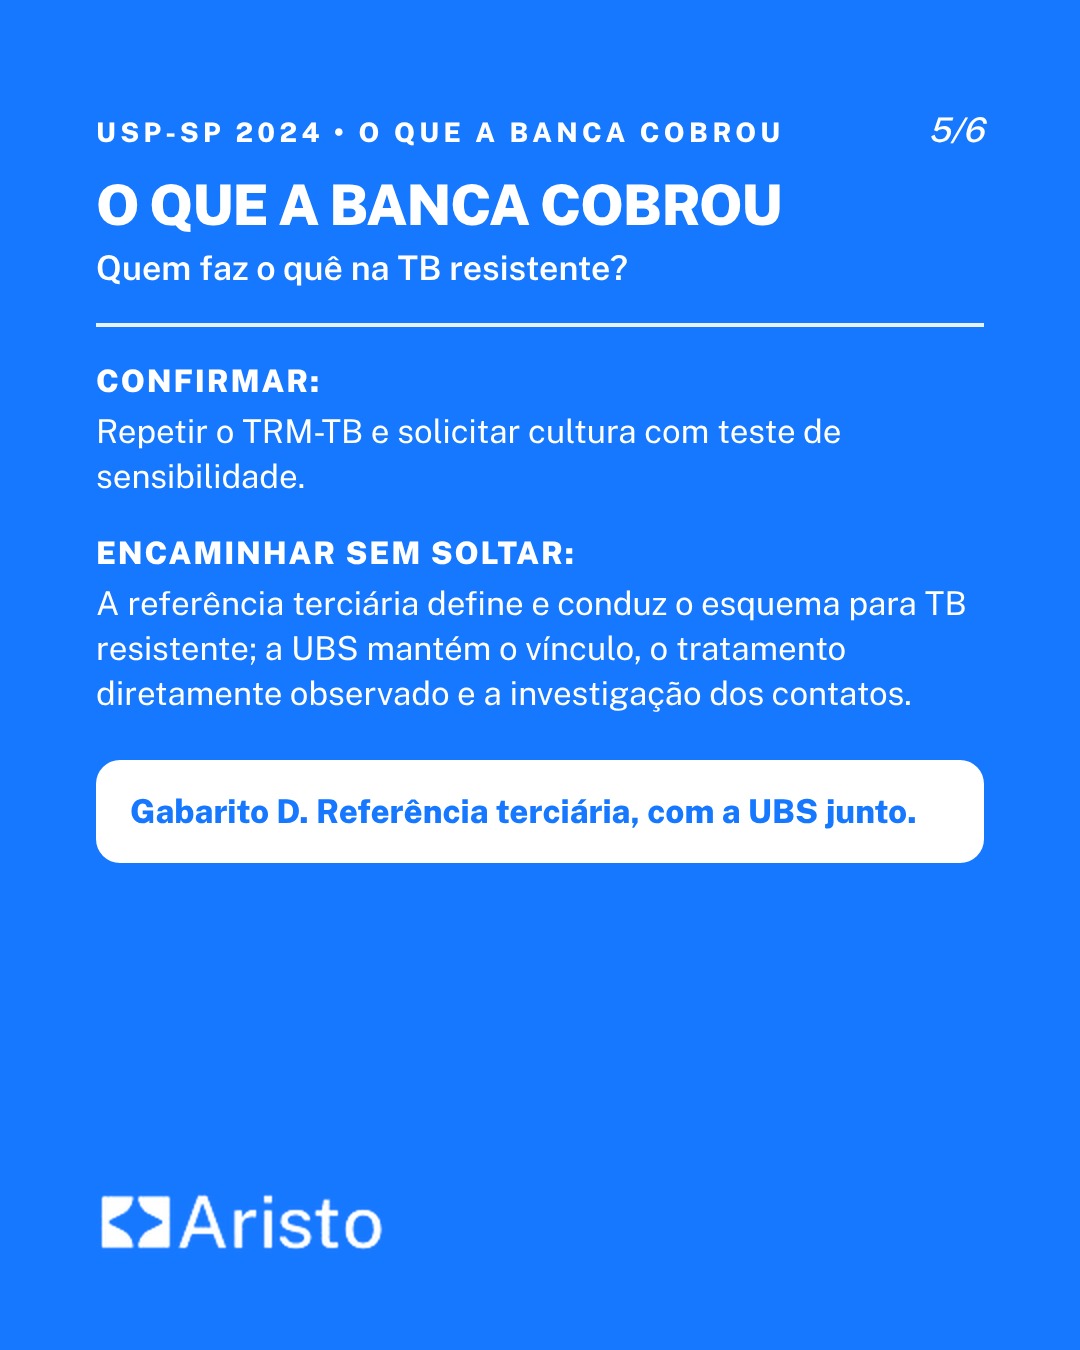 USP-SP 2024 • O QUE A BANCA COBROU
5/6
O QUE A BANCA COBROU
Quem faz o quê na TB resistente?
CONFIRMAR:
Repetir o TRM-TB e solicitar cultura com teste de
sensibilidade.
ENCAMINHAR SEM SOLTAR:
A referência terciária define e conduz o esquema para TB
resistente; a UBS mantém o vínculo, o tratamento
diretamente observado e a investigação dos contatos.
Gabarito D. Referência terciária, com a UBS junto.
Aristo